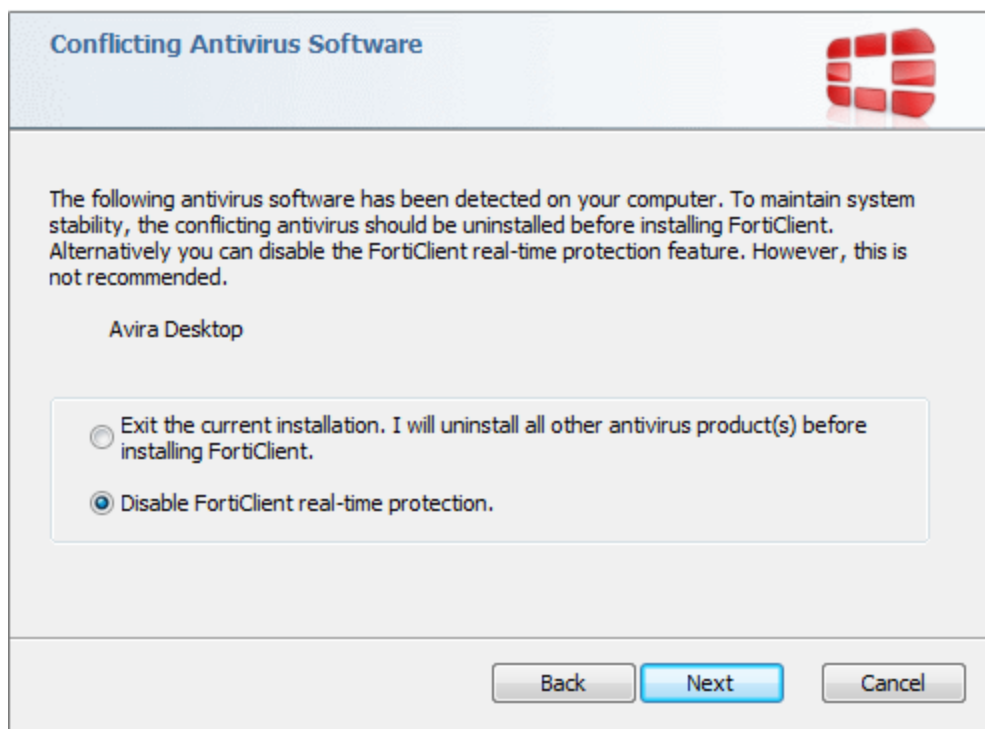 Conflicting Antivirus Software
The following antivirus software has been detected on your computer. To maintain system
stability, the conflicting antivirus should be uninstalled before installing FortiClient.
Alternatively you can disable the FortiClient real-time protection feature. However, this is
not recommended.
Avira Desktop
Exit the current installation. I will uninstall all other antivirus product(s) before
installing FortiClient.
Disable FortiClient real-time protection.
Back
Next
Cancel